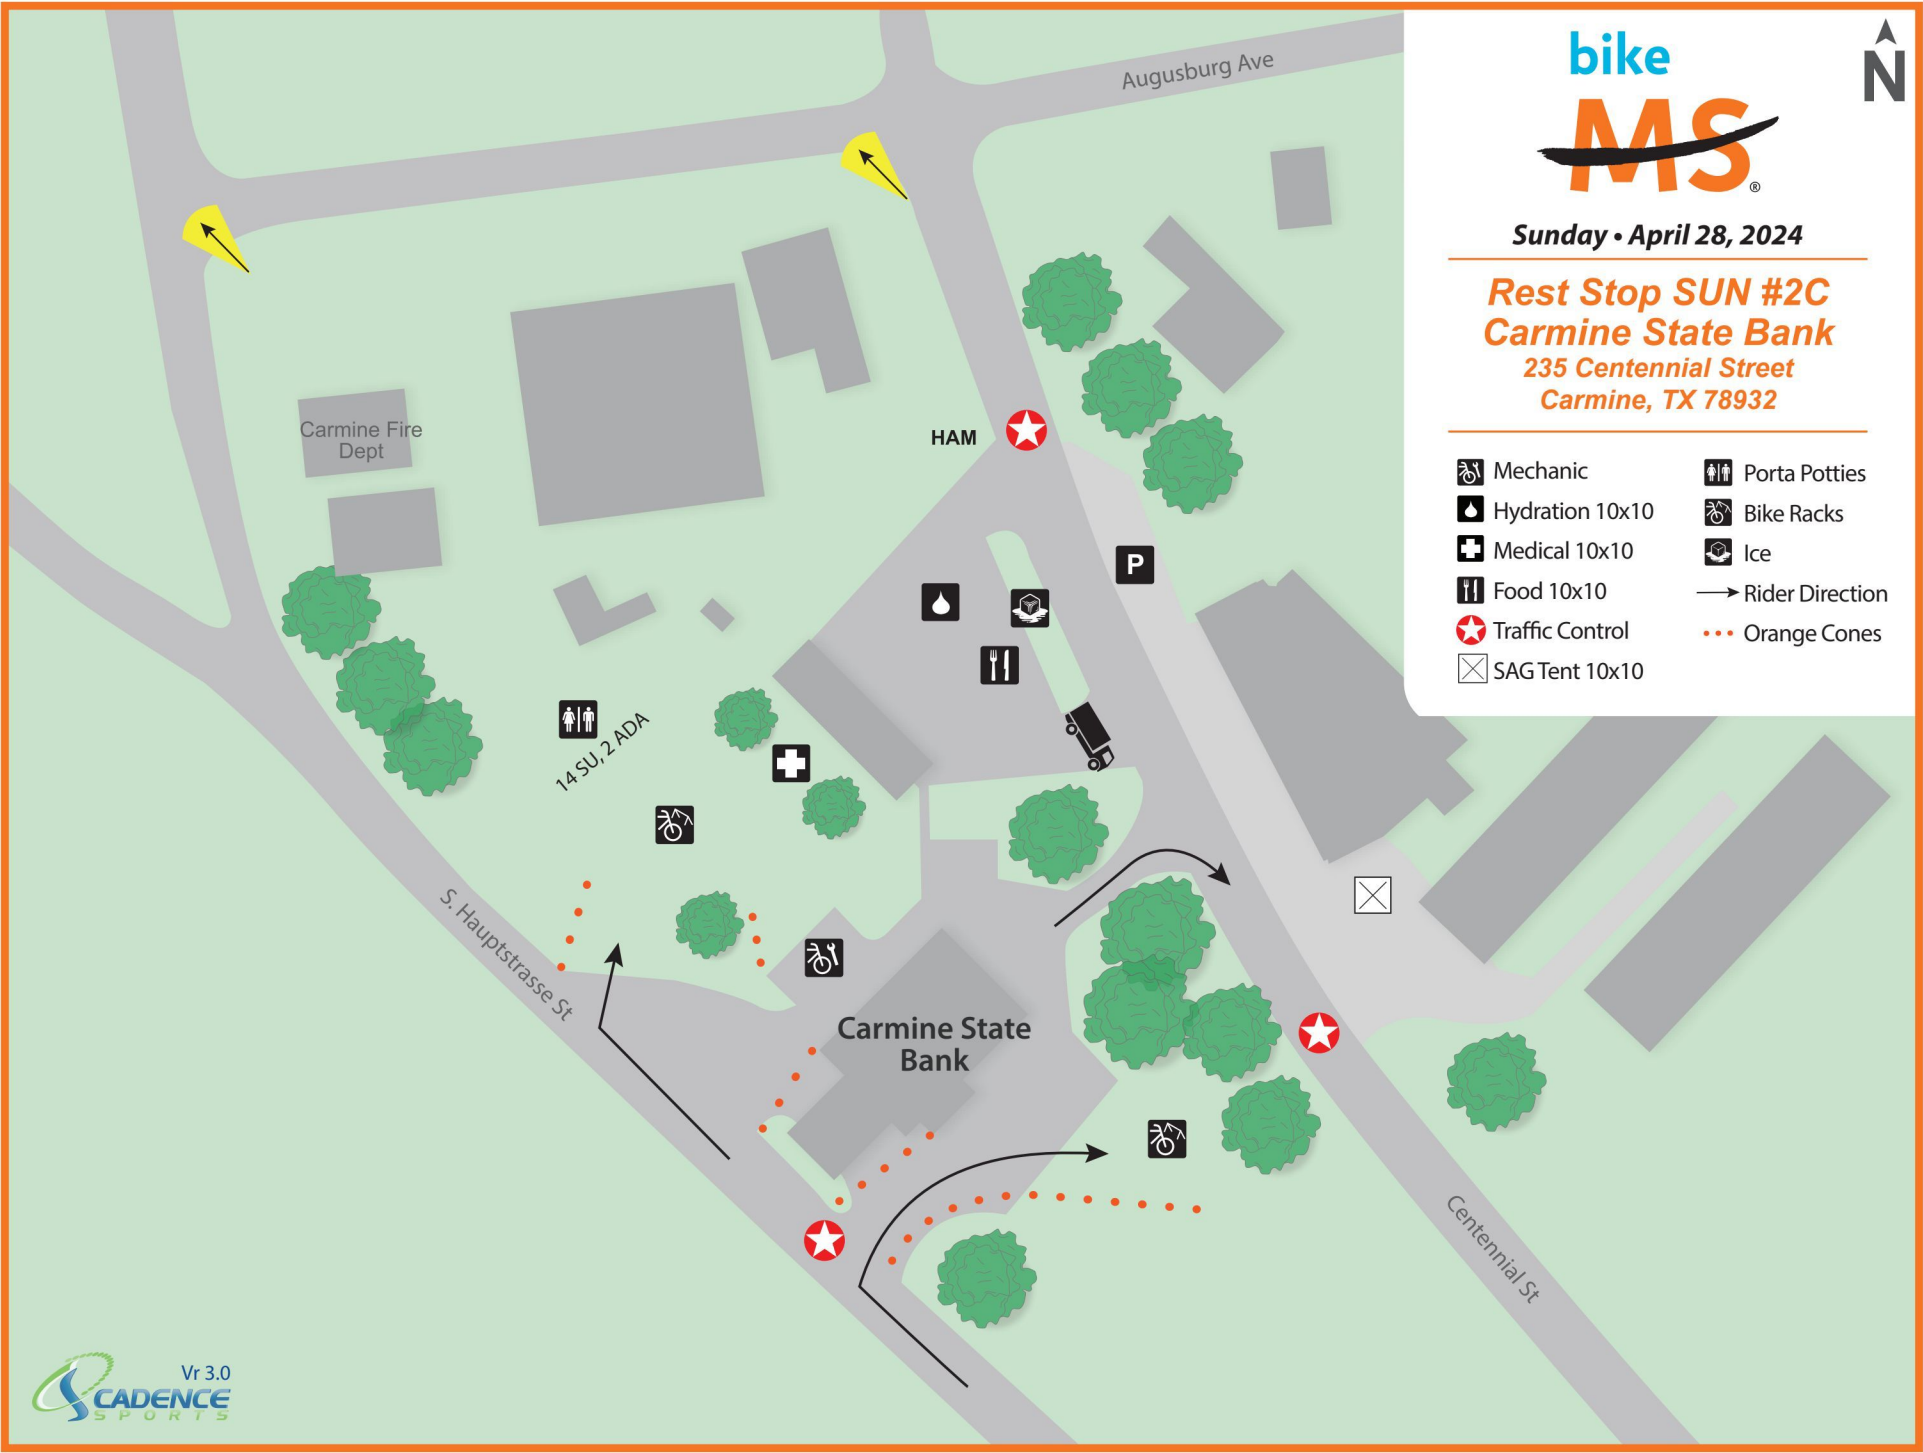 bike
MS®
N
Sunday • April 28, 2024
Rest Stop SUN #2C
Carmine State Bank
235 Centennial Street
Carmine, TX 78932
Mechanic
Hydration 10x10
Medical 10x10
Food 10x10
Traffic Control
SAG Tent 10x10
Porta Potties
Bike Racks
Ice
Rider Direction
Orange Cones
Augusburg Ave
Carmine Fire
Dept
HAM
P
14 SU, 2 ADA
S. Hauptstrasse St
Carmine State
Bank
Centennial St
Vr 3.0
CADENCE
SPORTS